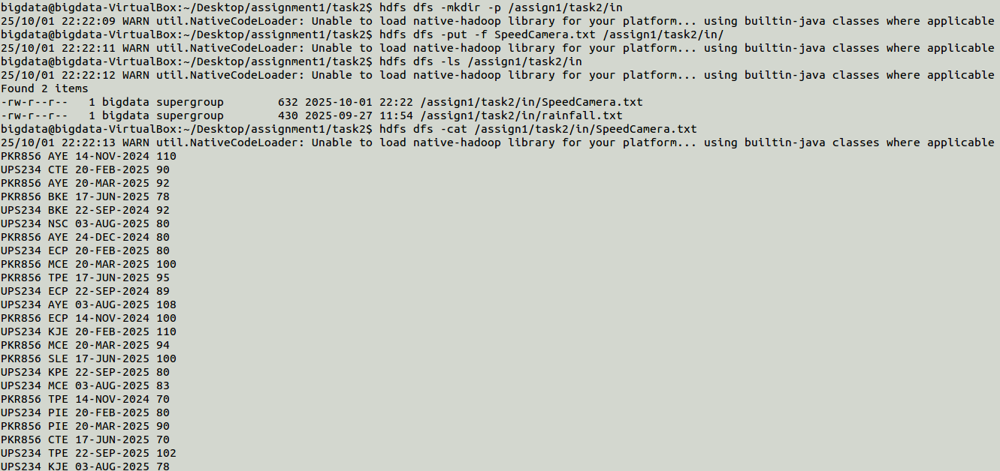 bigdata@bigdata-VirtualBox:~/Desktop/assignment1/task2$ hdfs dfs -mkdir -p /assign1/task2/in
25/10/01 22:22:09 WARN util.NativeCodeLoader: Unable to load native-hadoop library for your platform... using builtin-java classes where applicable
bigdata@bigdata-VirtualBox:~/Desktop/assignment1/task2$ hdfs dfs -put -f SpeedCamera.txt /assign1/task2/in/
25/10/01 22:22:11 WARN util.NativeCodeLoader: Unable to load native-hadoop library for your platform... using builtin-java classes where applicable
bigdata@bigdata-VirtualBox:~/Desktop/assignment1/task2$ hdfs dfs -ls /assign1/task2/in
25/10/01 22:22:12 WARN util.NativeCodeLoader: Unable to load native-hadoop library for your platform... using builtin-java classes where applicable
Found 2 items
-rw-r--r--   1 bigdata supergroup        632 2025-10-01 22:22 /assign1/task2/in/SpeedCamera.txt
-rw-r--r--   1 bigdata supergroup        430 2025-09-27 11:54 /assign1/task2/in/rainfall.txt
bigdata@bigdata-VirtualBox:~/Desktop/assignment1/task2$ hdfs dfs -cat /assign1/task2/in/SpeedCamera.txt
25/10/01 22:22:13 WARN util.NativeCodeLoader: Unable to load native-hadoop library for your platform... using builtin-java classes where applicable
PKR856 AYE 14-NOV-2024 110
UPS234 CTE 20-FEB-2025 90
PKR856 AYE 20-MAR-2025 92
PKR856 BKE 17-JUN-2025 78
UPS234 BKE 22-SEP-2024 92
UPS234 NSC 03-AUG-2025 80
PKR856 AYE 24-DEC-2024 80
UPS234 ECP 20-FEB-2025 80
PKR856 MCE 20-MAR-2025 100
PKR856 TPE 17-JUN-2025 95
UPS234 ECP 22-SEP-2024 89
UPS234 AYE 03-AUG-2025 108
PKR856 ECP 14-NOV-2024 100
UPS234 KJE 20-FEB-2025 110
PKR856 MCE 20-MAR-2025 94
PKR856 SLE 17-JUN-2025 100
UPS234 KPE 22-SEP-2025 80
UPS234 MCE 03-AUG-2025 83
PKR856 TPE 14-NOV-2024 70
UPS234 PIE 20-FEB-2025 80
PKR856 PIE 20-MAR-2025 90
PKR856 CTE 17-JUN-2025 70
UPS234 TPE 22-SEP-2025 102
UPS234 KJE 03-AUG-2025 78